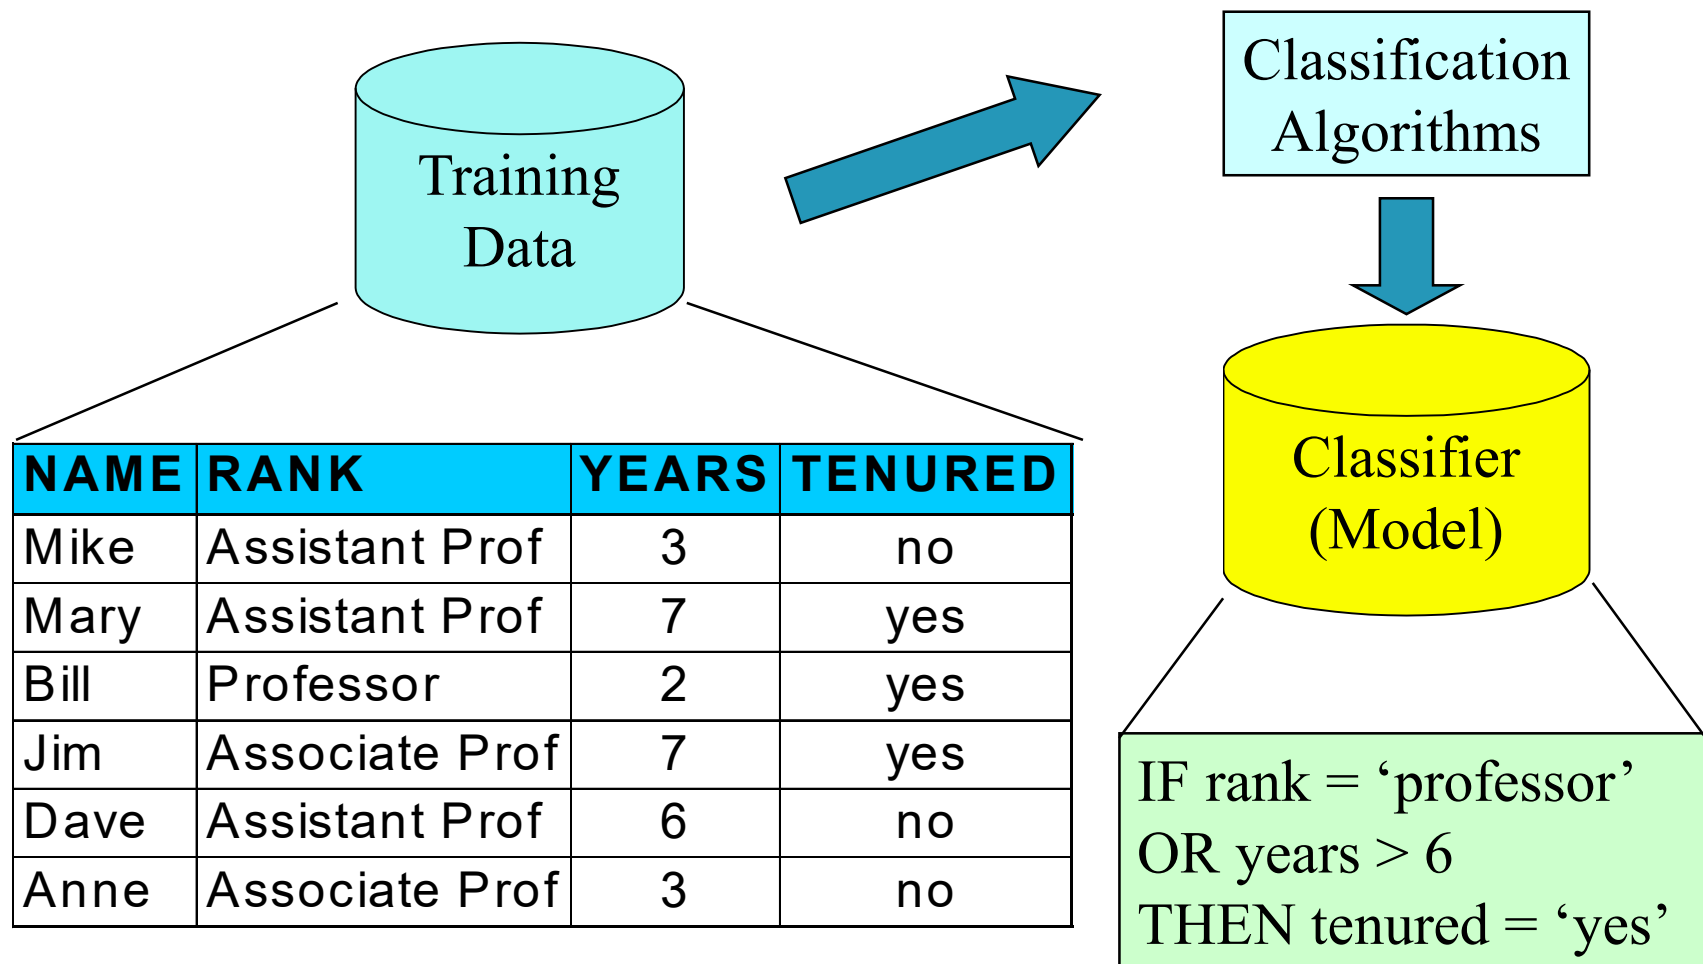 Classification
Algorithms
Training
Data
NAME RANK YEARS TENURED
Mike Assistant Prof 3 no
Mary Assistant Prof 7 yes
Bill Professor 2 yes
Jim Associate Prof 7 yes
Dave Assistant Prof 6 no
Anne Associate Prof 3 no
Classifier
(Model)
IF rank = ‘professor’
OR years > 6
THEN tenured = ‘yes’